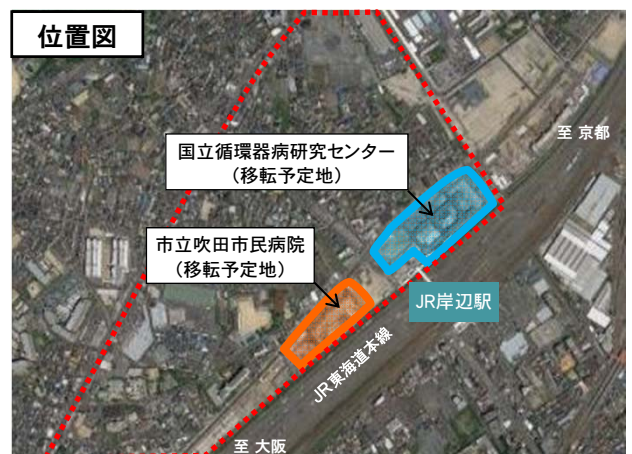 位置図
至 京都
国立循環器病研究センター
（移転予定地）
市立吹田市民病院
（移転予定地）
JR岸辺駅
JR東海道本線
至 大阪